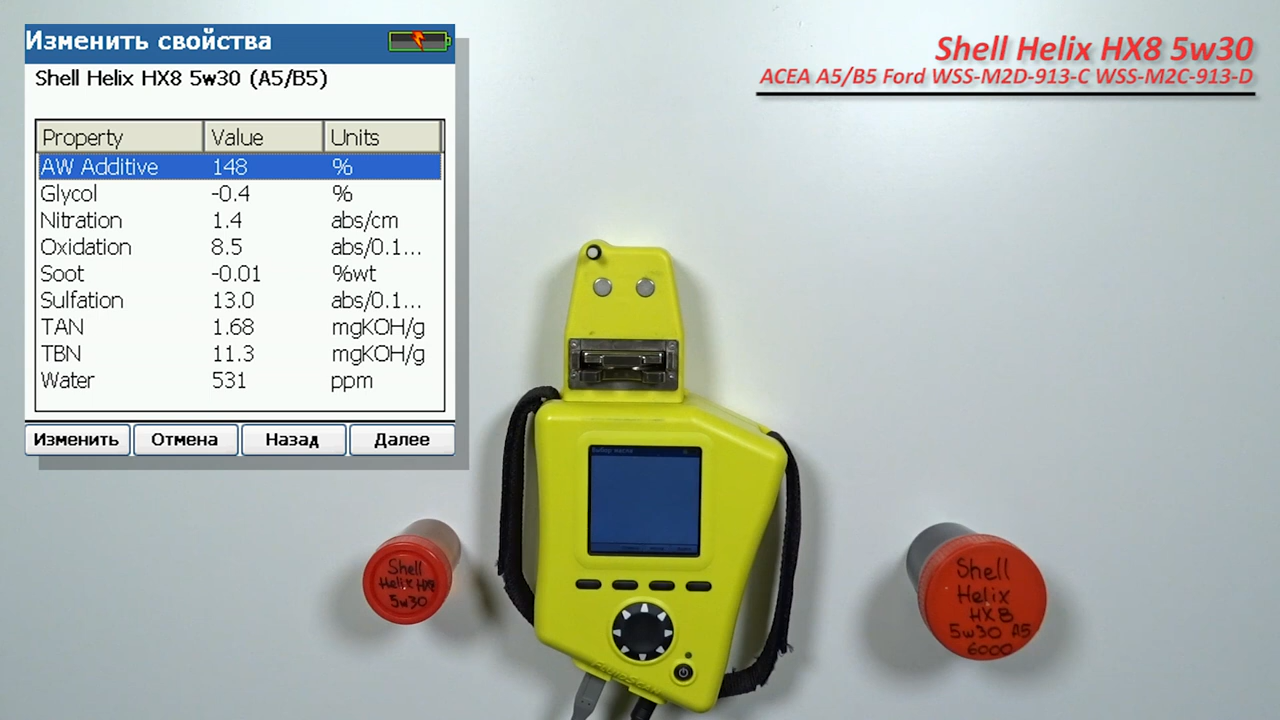 Изменить свойства
Shell Helix HX8 5w30 (A5/B5)
Property Value Units
AW Additive 148 %
Glycol -0.4 %
Nitration 1.4 abs/cm
Oxidation 8.5 abs/0.1...
Soot -0.01 %wt
Sulfation 13.0 abs/0.1...
TAN 1.68 mgKOH/g
TBN 11.3 mgKOH/g
Water 531 ppm
Изменить Отмена Назад Далее
Shell Helix HX8 5w30
ACEA A5/B5 Ford WSS-M2D-913-C WSS-M2C-913-D
Выбор масла
Shell
Helix HX8
5w30
Shell
Helix
HX8
5w30 A5
6000